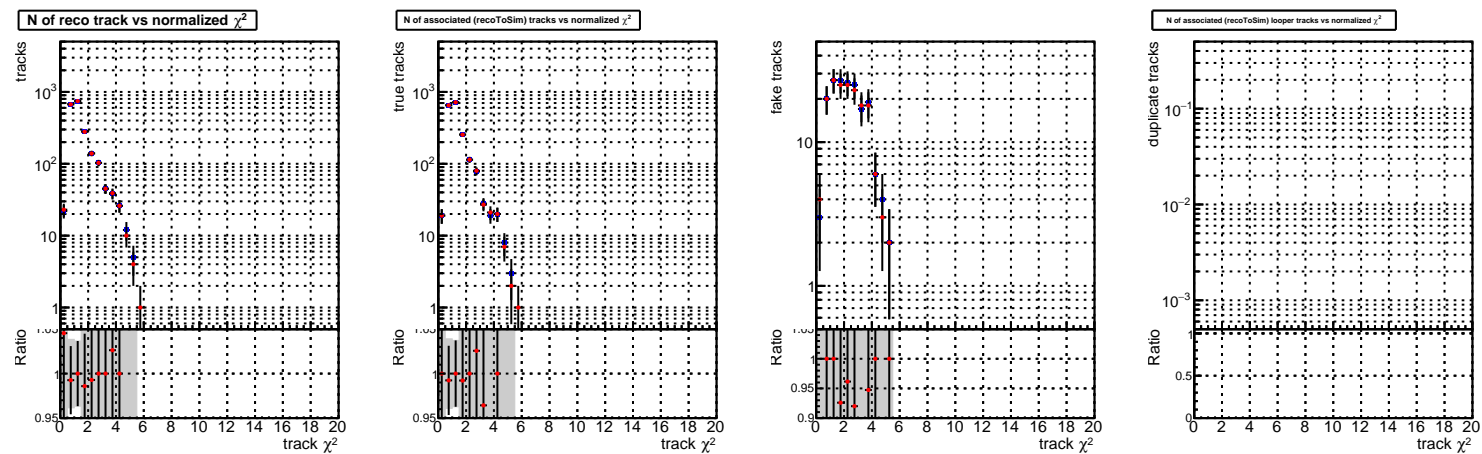 N of reco track vs normalized χ²
tracks
10³
10²
10
1
Ratio
1.05
1
0.95
0 2 4 6 8 10 12 14 16 18 20
track χ²
N of associated (recoToSim) tracks vs normalized χ²
true tracks
10³
10²
10
1
Ratio
1.05
1
0.95
0 2 4 6 8 10 12 14 16 18 20
track χ²
fake tracks
10
1
Ratio
1.05
1
0.95
0.9
0 2 4 6 8 10 12 14 16 18 20
track χ²
N of associated (recoToSim) looper tracks vs normalized χ²
duplicate tracks
10⁻¹
10⁻²
10⁻³
Ratio
1
0.5
0
0 2 4 6 8 10 12 14 16 18 20
track χ²